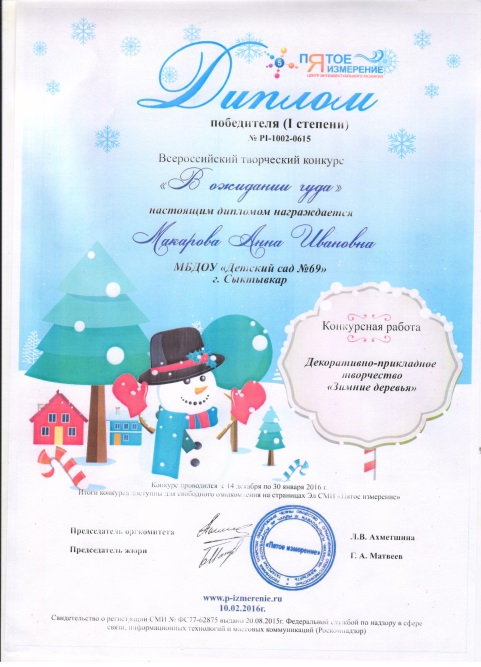 ПЯТОЕ
ИЗМЕРЕНИЕ
Диплом
победителя (I степени)
№ PI-1002-0615
Всероссийский творческий конкурс
«В ожидании чуда»
настоящим дипломом награждается
Макарова Анна Ивановна
МБДОУ «Детский сад №69»
г. Сыктывкар
Конкурсная работа
Декоративно-прикладное
творчество
«Зимние деревья»
Конкурс проводился с 14 декабря по 30 января 2016 г.
Итоги конкурса доступны для свободного ознакомления на страницах Эл СМИ «Пятое измерение»
Председатель оргкомитета
Л.В. Ахметшина
Председатель жюри
Г. А. Матвеев
«Пятое измерение»
www.p-izmerenie.ru
10.02.2016г.
Свидетельство о регистрации СМИ № ФС77-62875 выдано 20.08.2015г. Федеральной службой по надзору в сфере
связи, информационных технологий и массовых коммуникаций (Роскомнадзор)